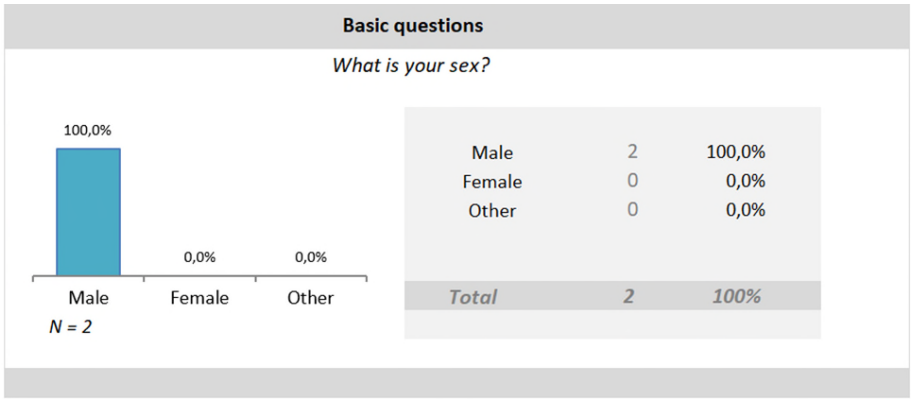 Basic questions
What is your sex?
100,0%
0,0% 0,0%
Male Female Other
N = 2
Male 2 100,0%
Female 0 0,0%
Other 0 0,0%
Total 2 100%